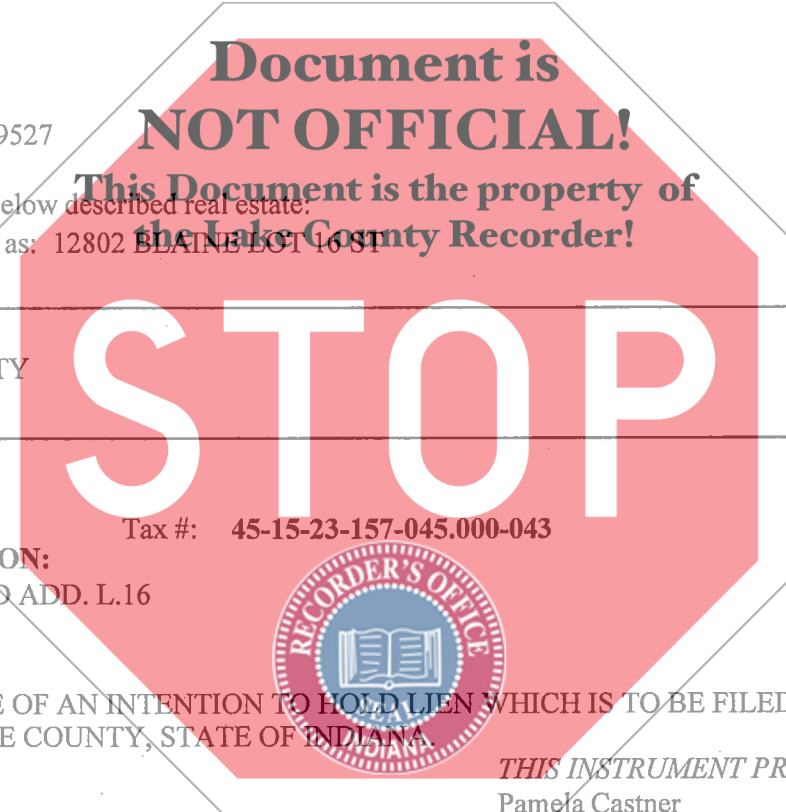 Document is
NOT OFFICIAL!
9527
This Document is the property of
elow described real estate:
the Lake County Recorder!
as: 12802 BLAINE LOT 16 ST
STOP
TY
Tax #: 45-15-23-157-045.000-043
ON:
D ADD. L.16
RECORDER'S OFFICE
SEAL
INDIANA
E OF AN INTENTION TO HOLD LIEN WHICH IS TO BE FILED
E COUNTY, STATE OF INDIANA.
THIS INSTRUMENT PR
Pamela Castner